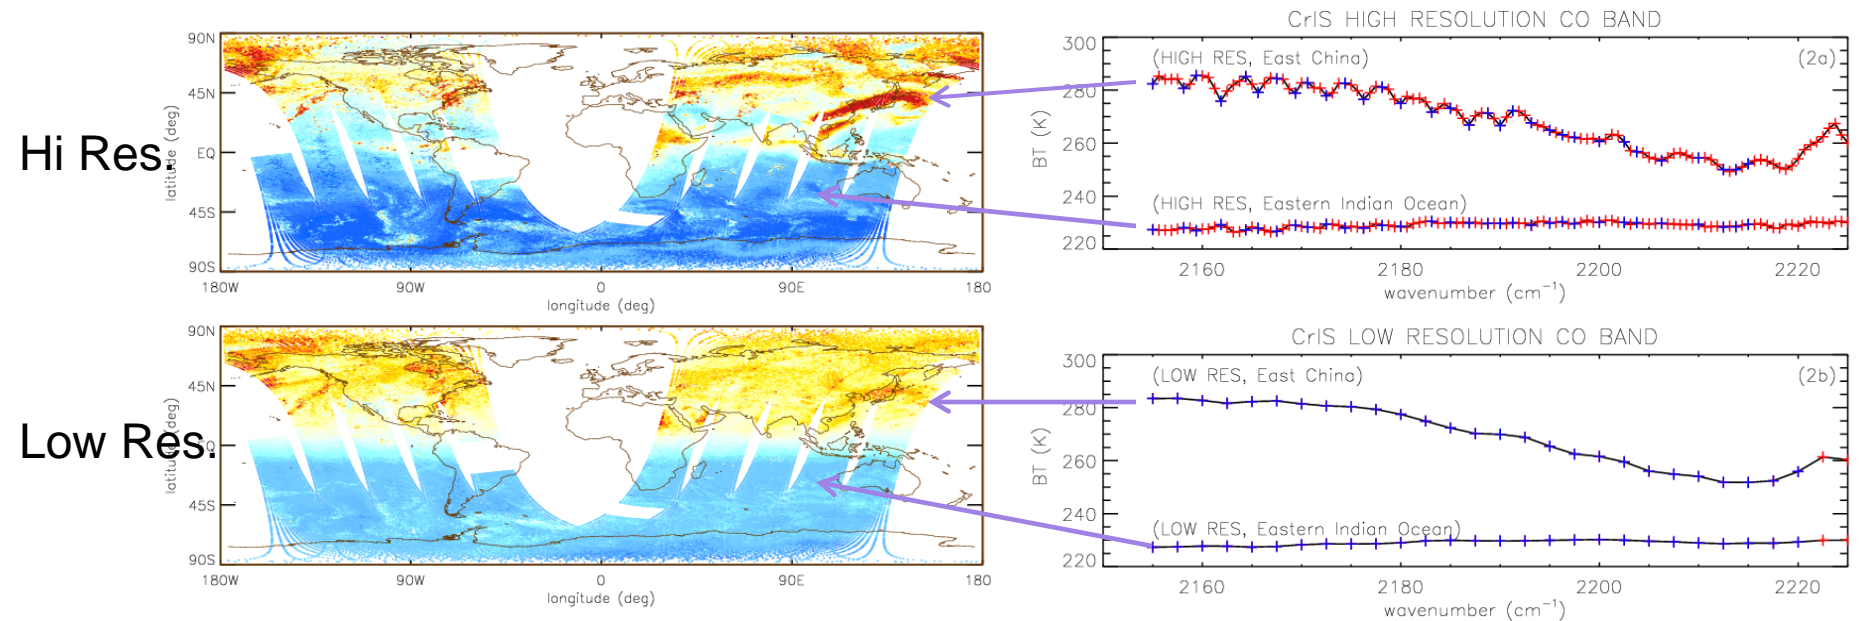 Hi Res.
90N
45N
EQ
45S
90S
latitude (deg)
180W 90W 0 90E 180
longitude (deg)
CrIS HIGH RESOLUTION CO BAND
(HIGH RES, East China) (2a)
(HIGH RES, Eastern Indian Ocean)
300
280
260
240
220
BT (K)
2160 2180 2200 2220
wavenumber (cm⁻¹)
Low Res.
90N
45N
EQ
45S
90S
latitude (deg)
180W 90W 0 90E 180
longitude (deg)
CrIS LOW RESOLUTION CO BAND
(LOW RES, East China) (2b)
(LOW RES, Eastern Indian Ocean)
300
280
260
240
220
BT (K)
2160 2180 2200 2220
wavenumber (cm⁻¹)